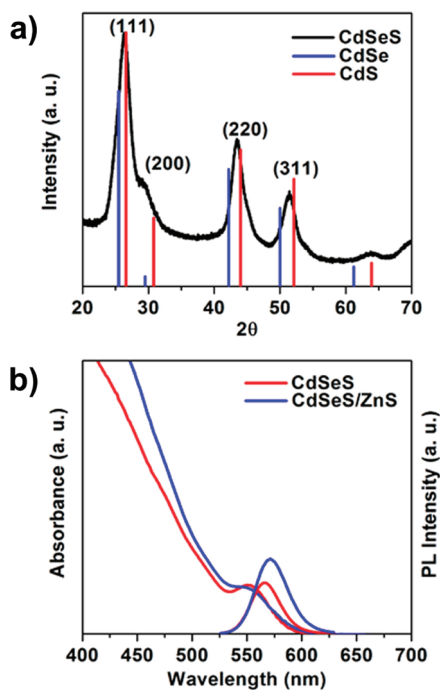 a)
(111)
(200)
(220)
(311)
CdSeS
CdSe
CdS
Intensity (a. u.)
20 30 40 50 60 70
2θ
b)
CdSeS
CdSeS/ZnS
Absorbance (a. u.)
PL Intensity (a. u.)
400 450 500 550 600 650 700
Wavelength (nm)